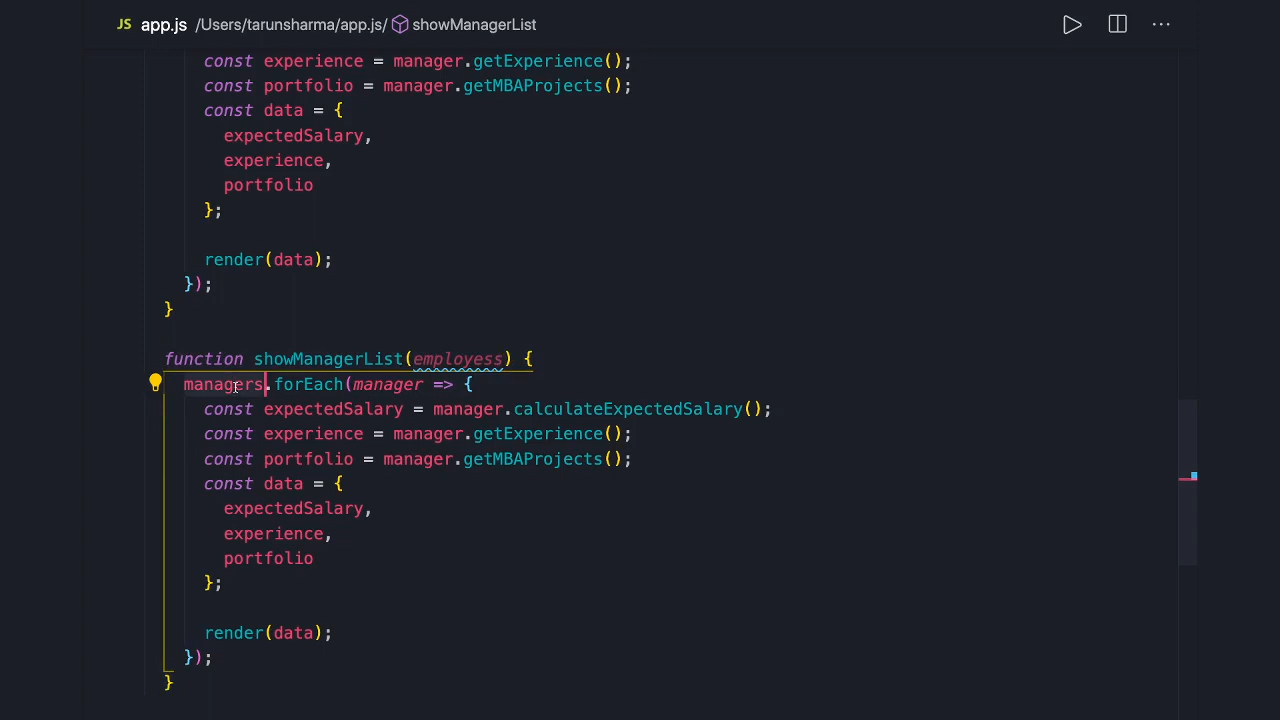 JS app.js /Users/tarunsharma/app.js/ showManagerList ...
const experience = manager.getExperience();
const portfolio = manager.getMBAProjects();
const data = {
expectedSalary,
experience,
portfolio
};
render(data);
});
}
function showManagerList(employess) {
managers.forEach(manager => {
const expectedSalary = manager.calculateExpectedSalary();
const experience = manager.getExperience();
const portfolio = manager.getMBAProjects();
const data = {
expectedSalary,
experience,
portfolio
};
render(data);
});
}